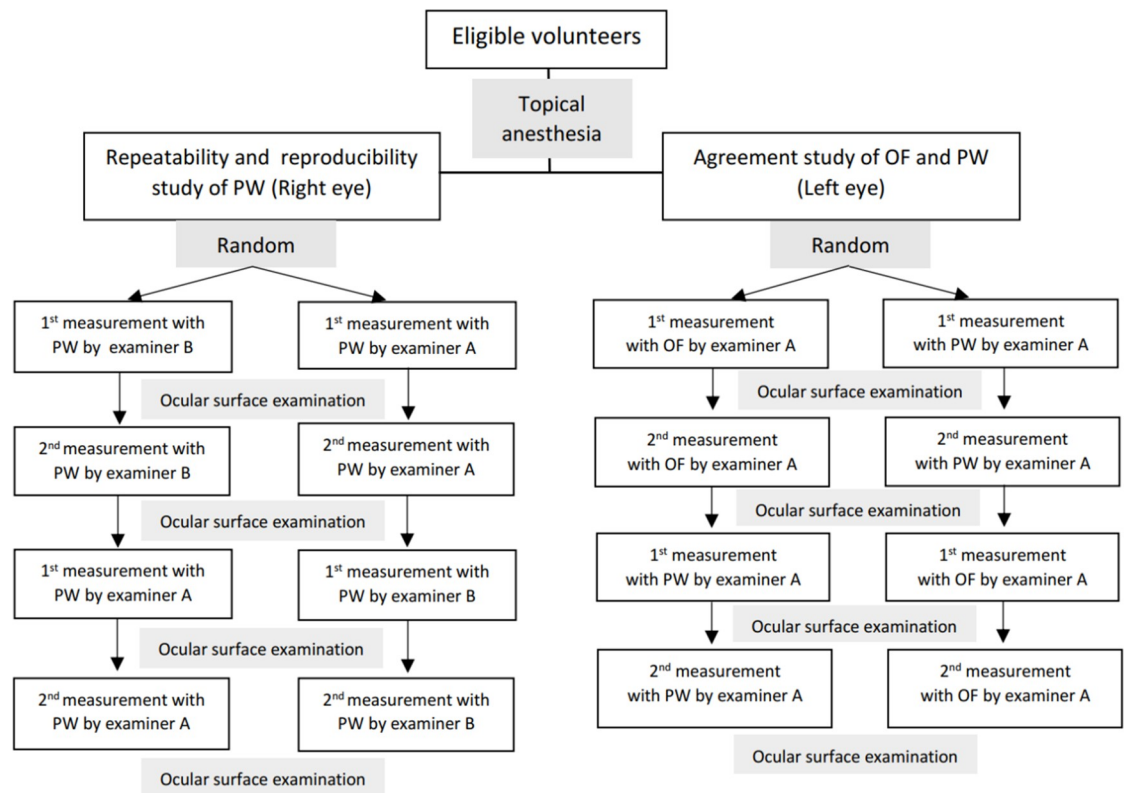 Eligible volunteers
Topical
anesthesia
Repeatability and reproducibility
study of PW (Right eye)
Agreement study of OF and PW
(Left eye)
Random
Random
1st measurement with
PW by examiner B
1st measurement with
PW by examiner A
1st measurement
with OF by examiner A
1st measurement
with PW by examiner A
Ocular surface examination
Ocular surface examination
2nd measurement with
PW by examiner B
2nd measurement with
PW by examiner A
2nd measurement
with OF by examiner A
2nd measurement
with PW by examiner A
Ocular surface examination
Ocular surface examination
1st measurement with
PW by examiner A
1st measurement with
PW by examiner B
1st measurement
with PW by examiner A
1st measurement
with OF by examiner A
Ocular surface examination
Ocular surface examination
2nd measurement with
PW by examiner A
2nd measurement with
PW by examiner B
2nd measurement
with PW by examiner A
2nd measurement
with OF by examiner A
Ocular surface examination
Ocular surface examination